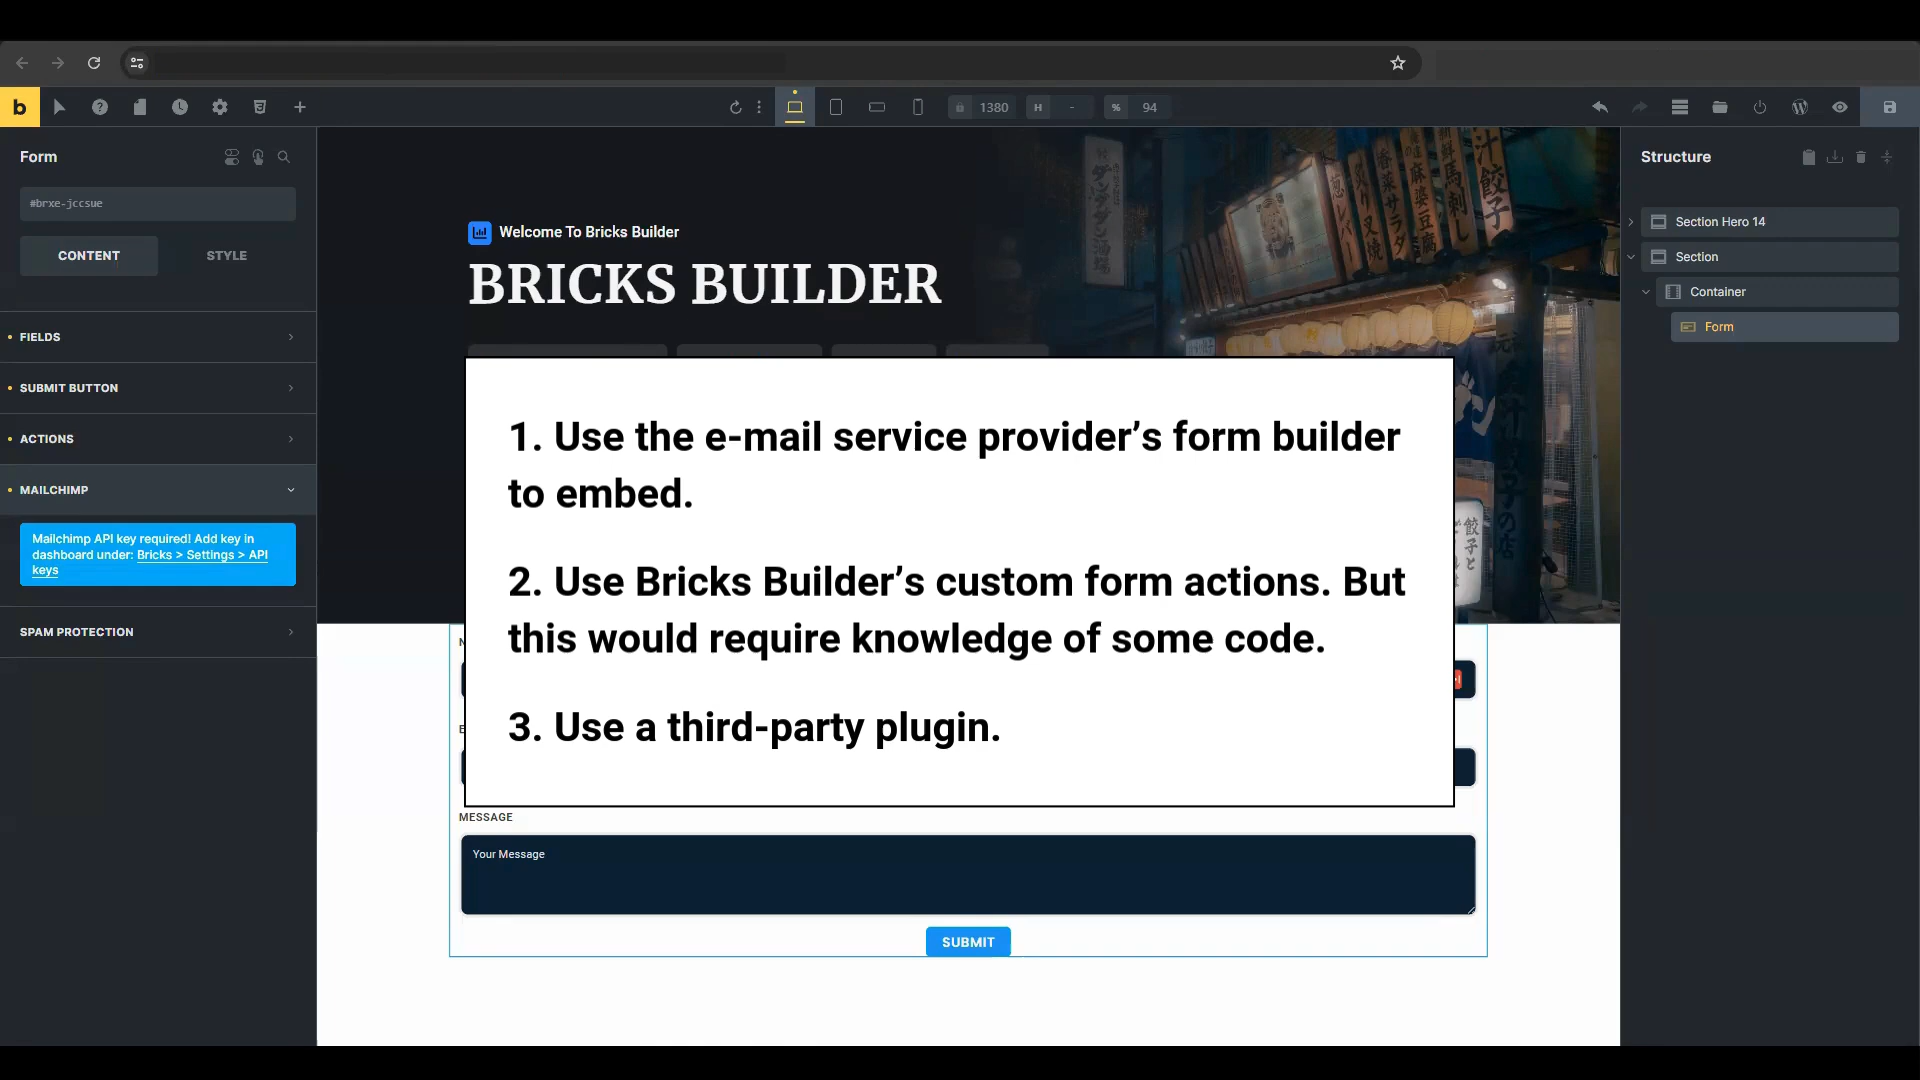 b
1380
H
-
%
94
Form
#brxe-jccsue
CONTENT
STYLE
FIELDS
SUBMIT BUTTON
ACTIONS
MAILCHIMP
Mailchimp API key required! Add key in
dashboard under: Bricks > Settings > API
keys
SPAM PROTECTION
Welcome To Bricks Builder
BRICKS BUILDER
1. Use the e-mail service provider’s form builder
to embed.
2. Use Bricks Builder’s custom form actions. But
this would require knowledge of some code.
3. Use a third-party plugin.
MESSAGE
Your Message
SUBMIT
Structure
Section Hero 14
Section
Container
Form